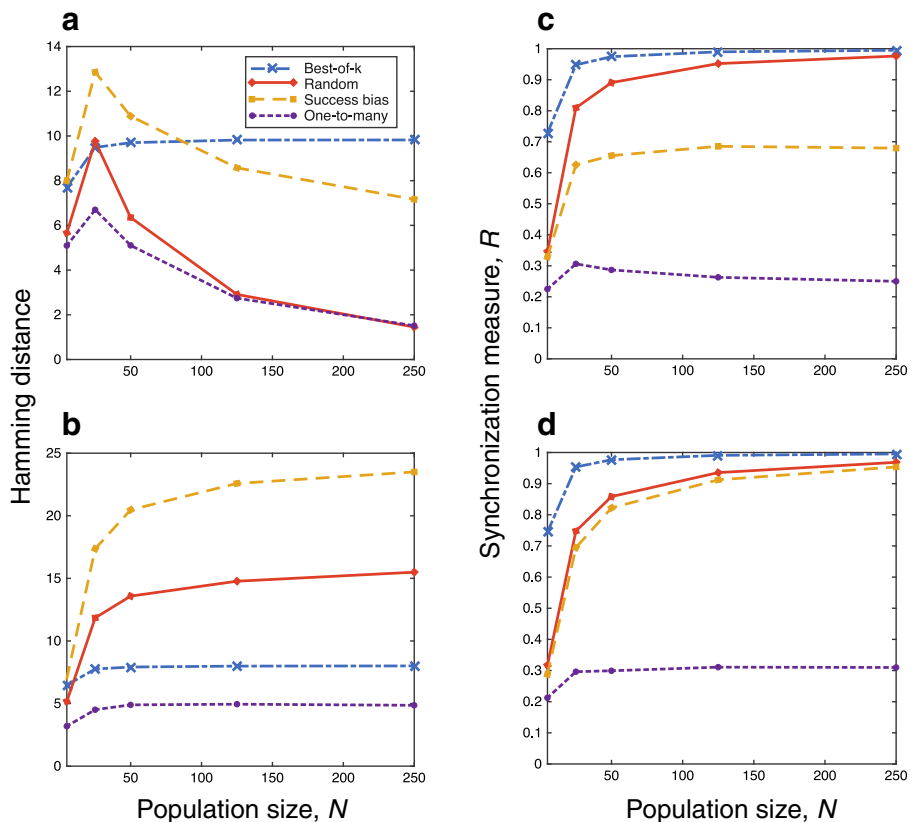 a
14
12
10
8
6
4
2
0
50 100 150 200 250
Best-of-k
Random
Success bias
One-to-many
c
1
0.9
0.8
0.7
0.6
0.5
0.4
0.3
0.2
0.1
0
50 100 150 200 250
Hamming distance
Synchronization measure, R
b
25
20
15
10
5
0
50 100 150 200 250
Population size, N
d
1
0.9
0.8
0.7
0.6
0.5
0.4
0.3
0.2
0.1
0
50 100 150 200 250
Population size, N